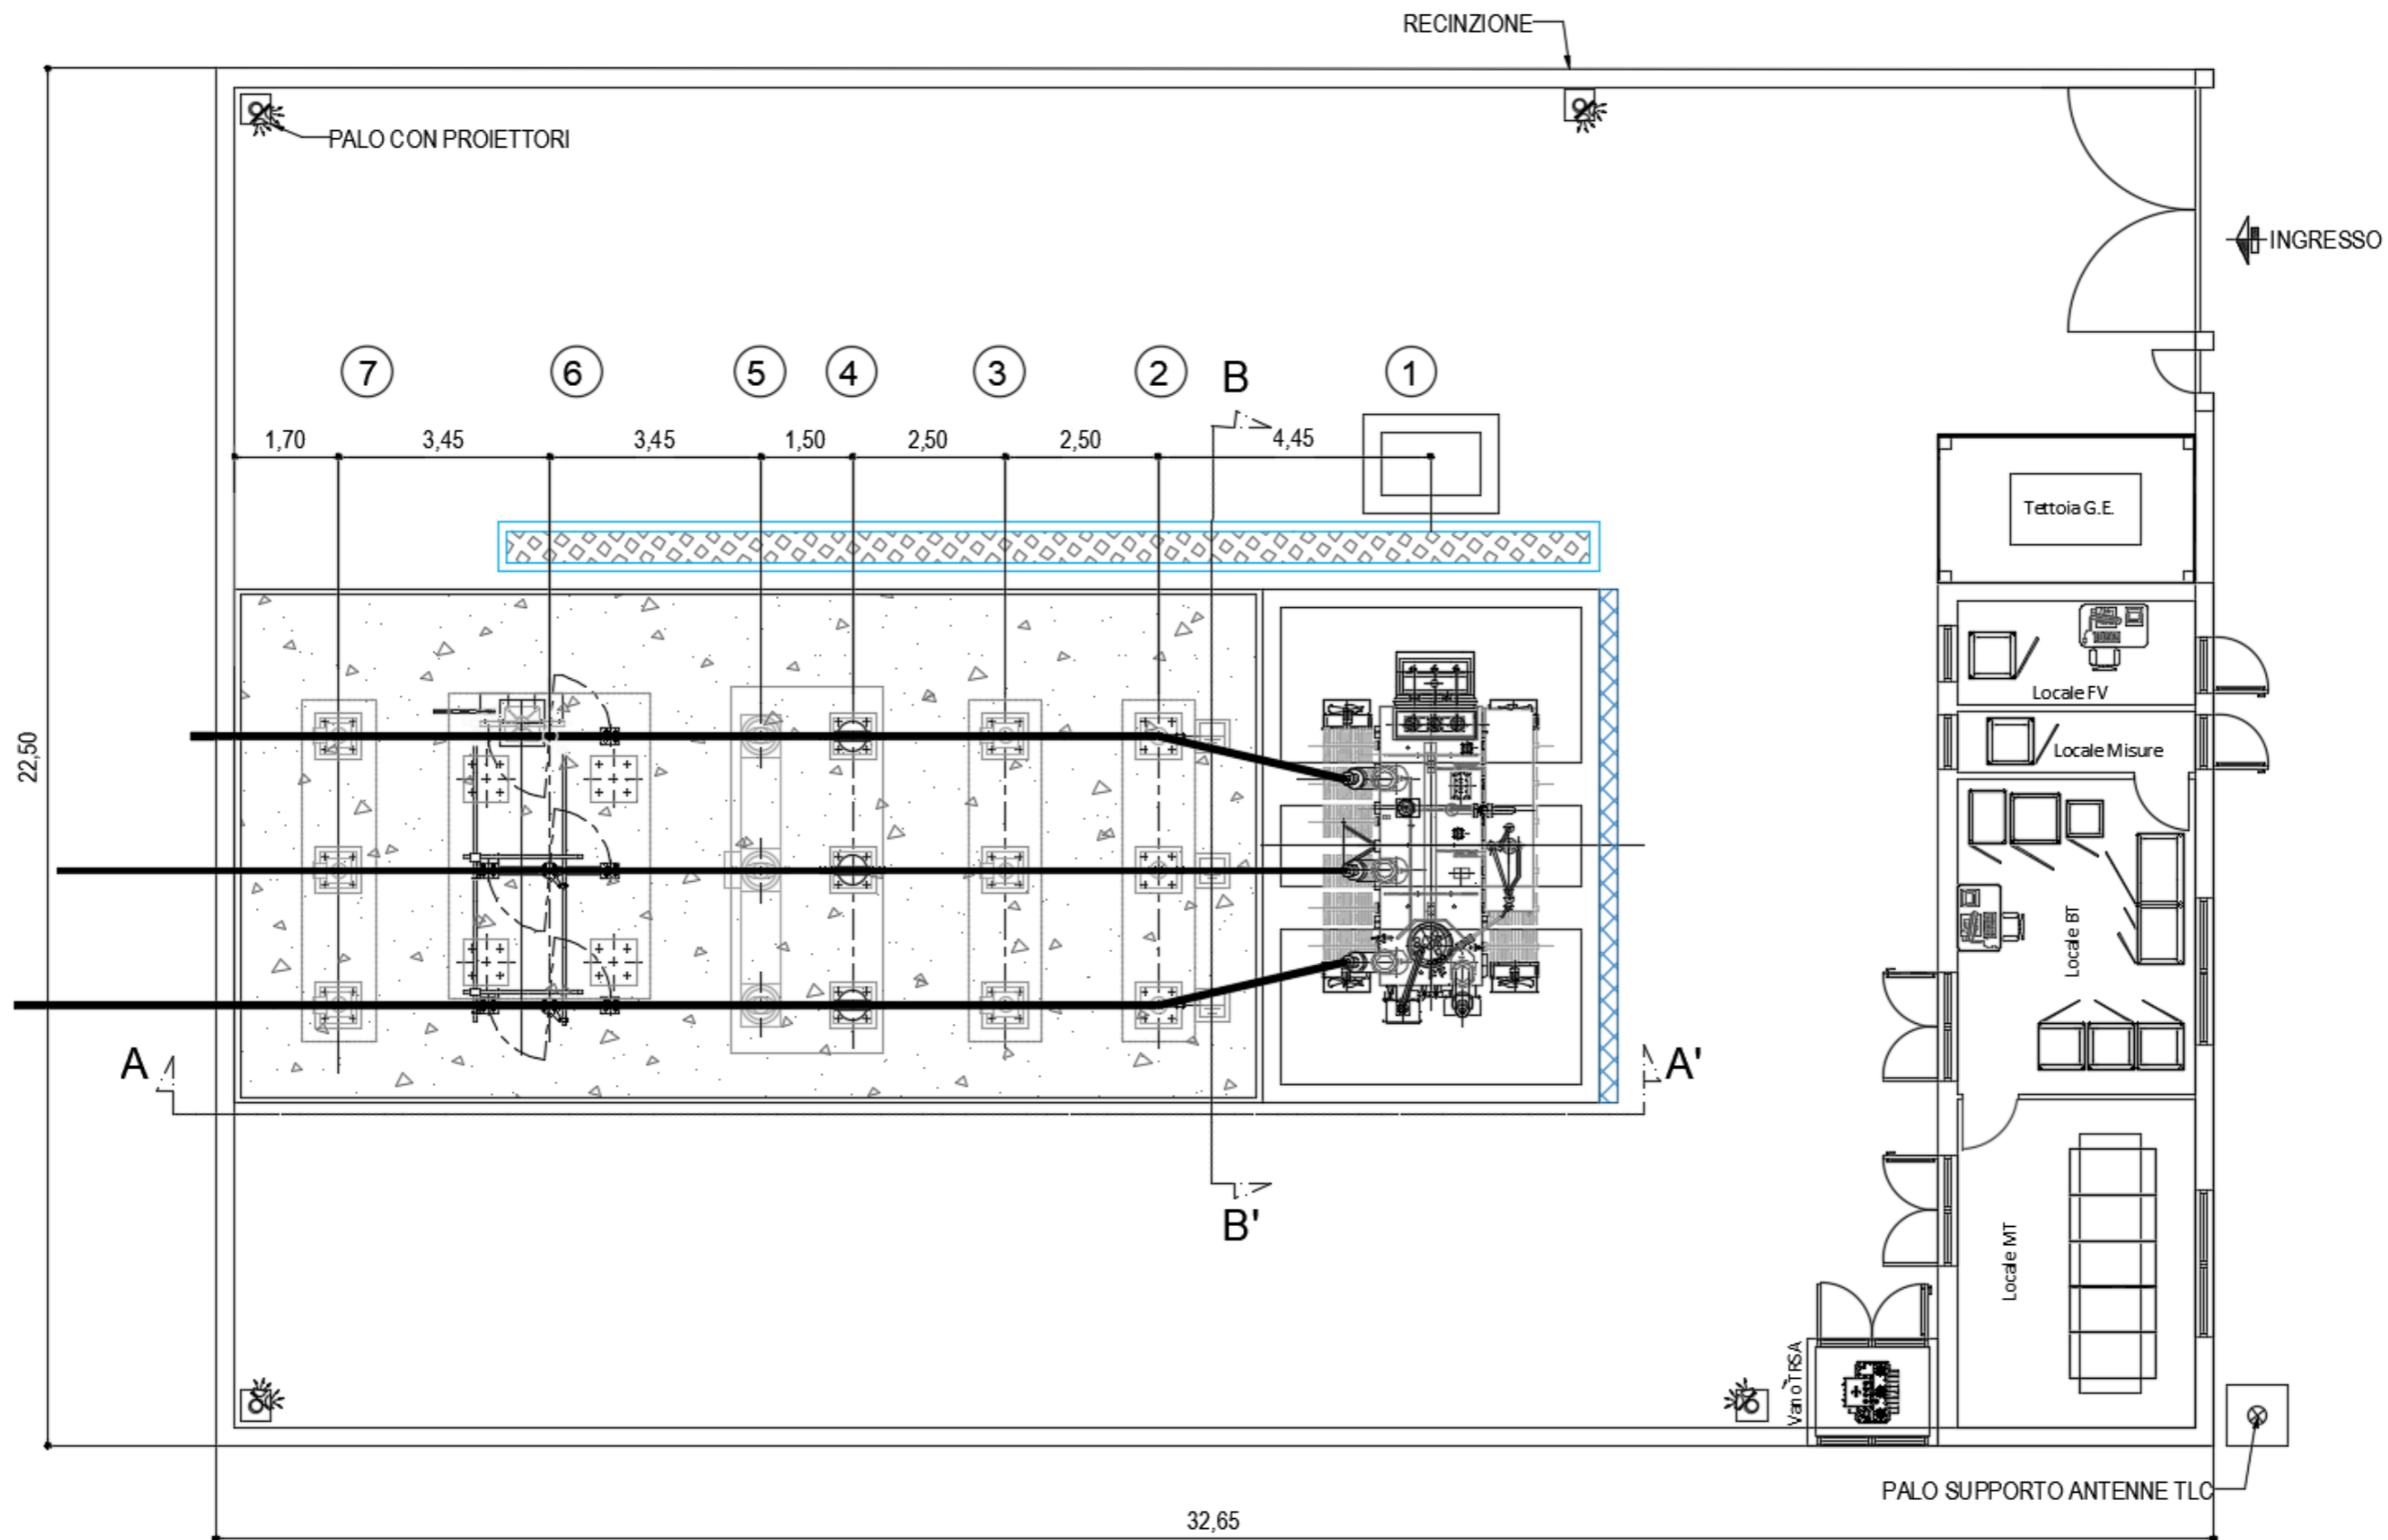 RECINZIONE
PALO CON PROIETTORI
INGRESSO
7
6
5
4
3
2
B
1
1,70
3,45
3,45
1,50
2,50
2,50
4,45
Tettoia G.E.
Locale FV
22,50
Locale Misure
Locale BT
A
A'
B'
Locale MT
Vano TRSA
PALO SUPPORTO ANTENNE TLC
32,65